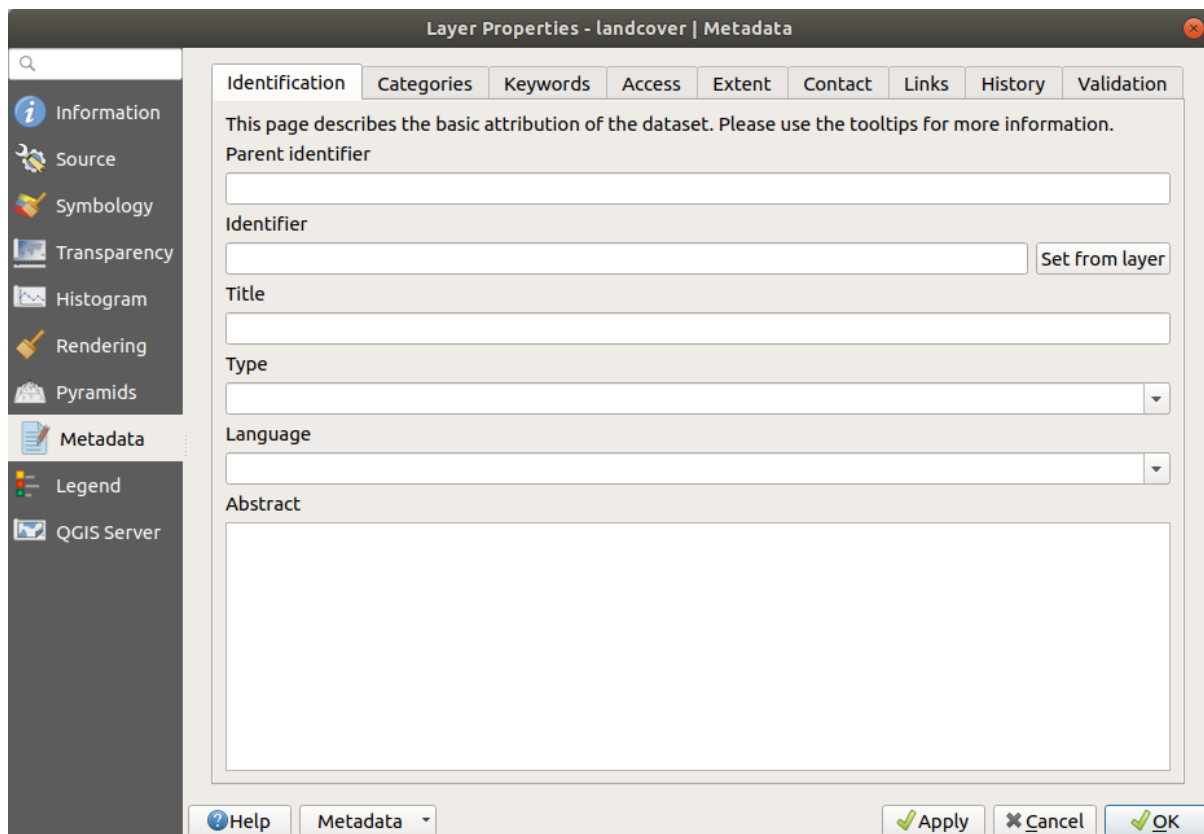 Layer Properties - landcover | Metadata
Information
Source
Symbology
Transparency
Histogram
Rendering
Pyramids
Metadata
Legend
QGIS Server
Identification Categories Keywords Access Extent Contact Links History Validation
This page describes the basic attribution of the dataset. Please use the tooltips for more information.
Parent identifier
Identifier
Set from layer
Title
Type
Language
Abstract
Help Metadata Apply Cancel OK